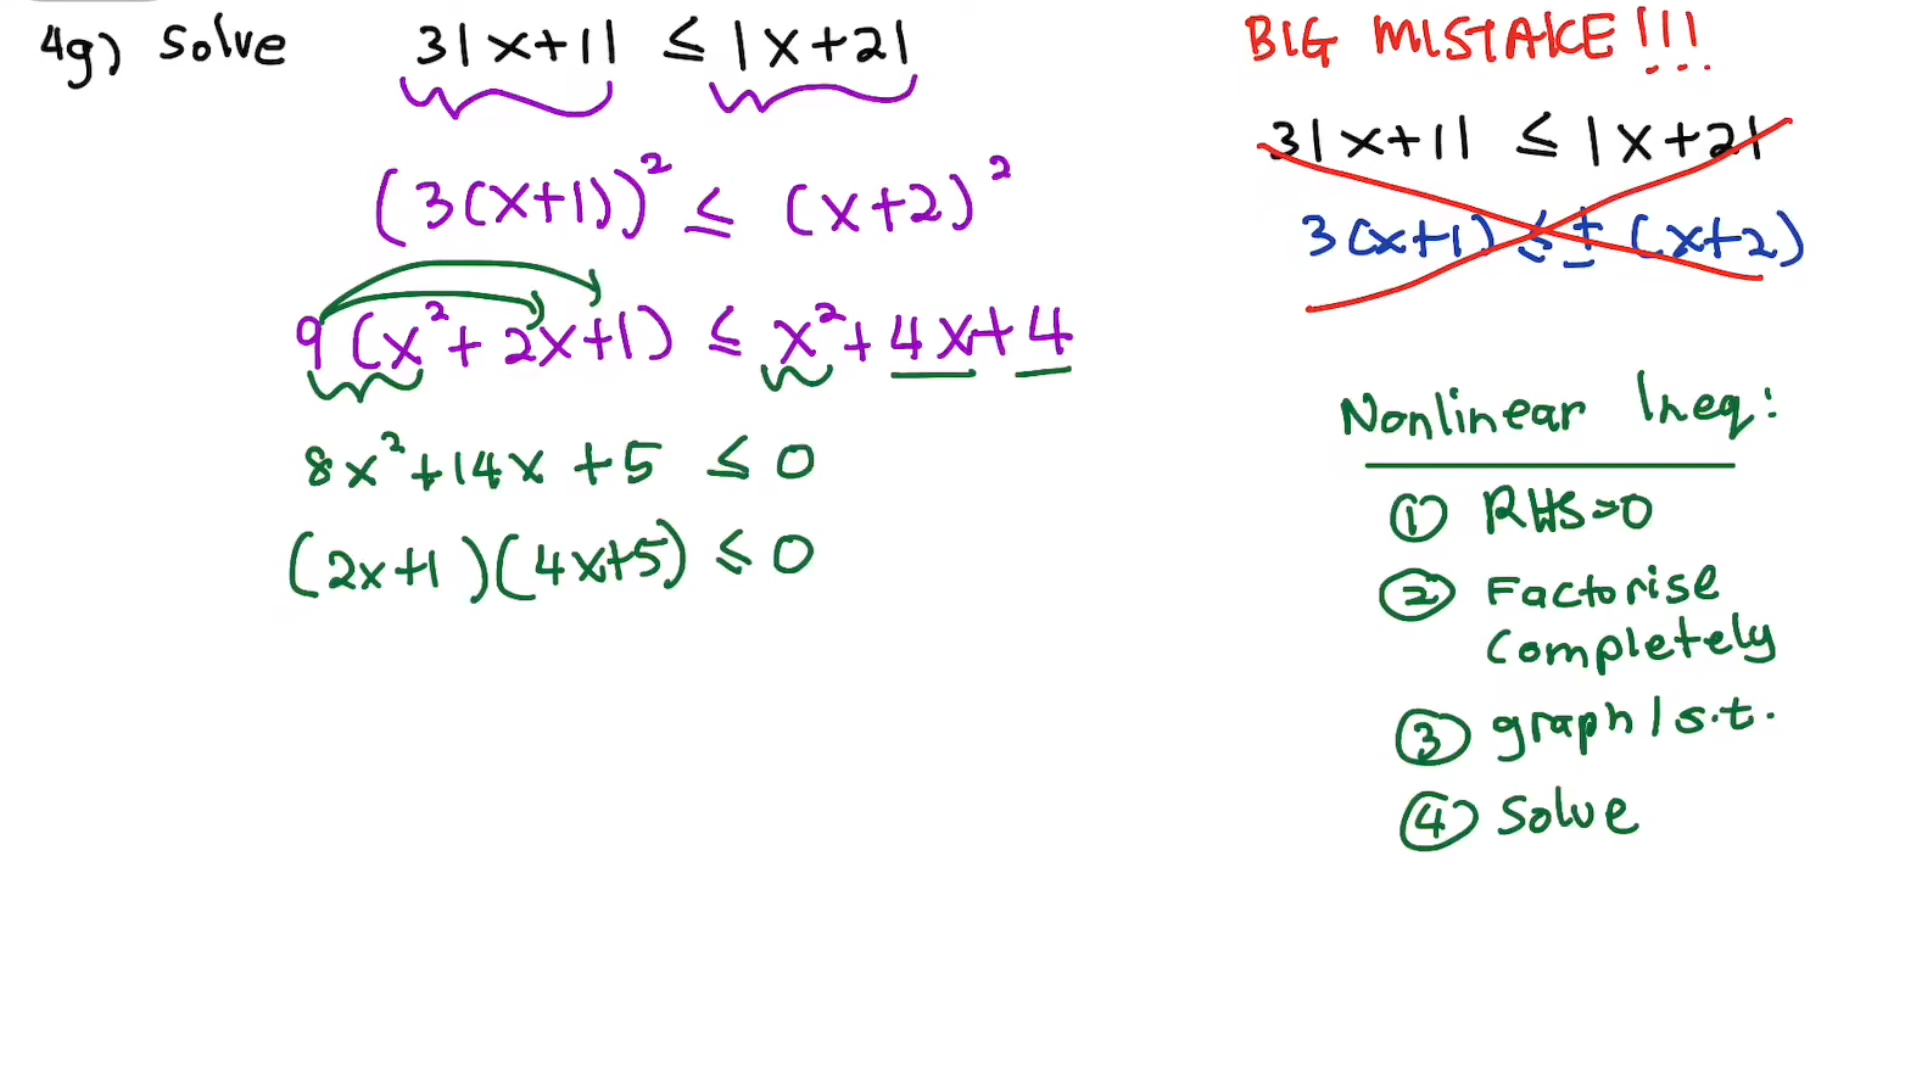 4g) Solve 3|x+1| ≤ |x+2|
(3(x+1))² ≤ (x+2)²
9(x²+2x+1) ≤ x²+4x+4
8x²+14x+5 ≤ 0
(2x+1)(4x+5) ≤ 0
BIG MISTAKE!!!
3|x+1| ≤ |x+2|
3(x+1) ≤ ±(x+2)
Nonlinear Ineq:
① RHS=0
② Factorise
Completely
③ graph / s.t.
④ Solve